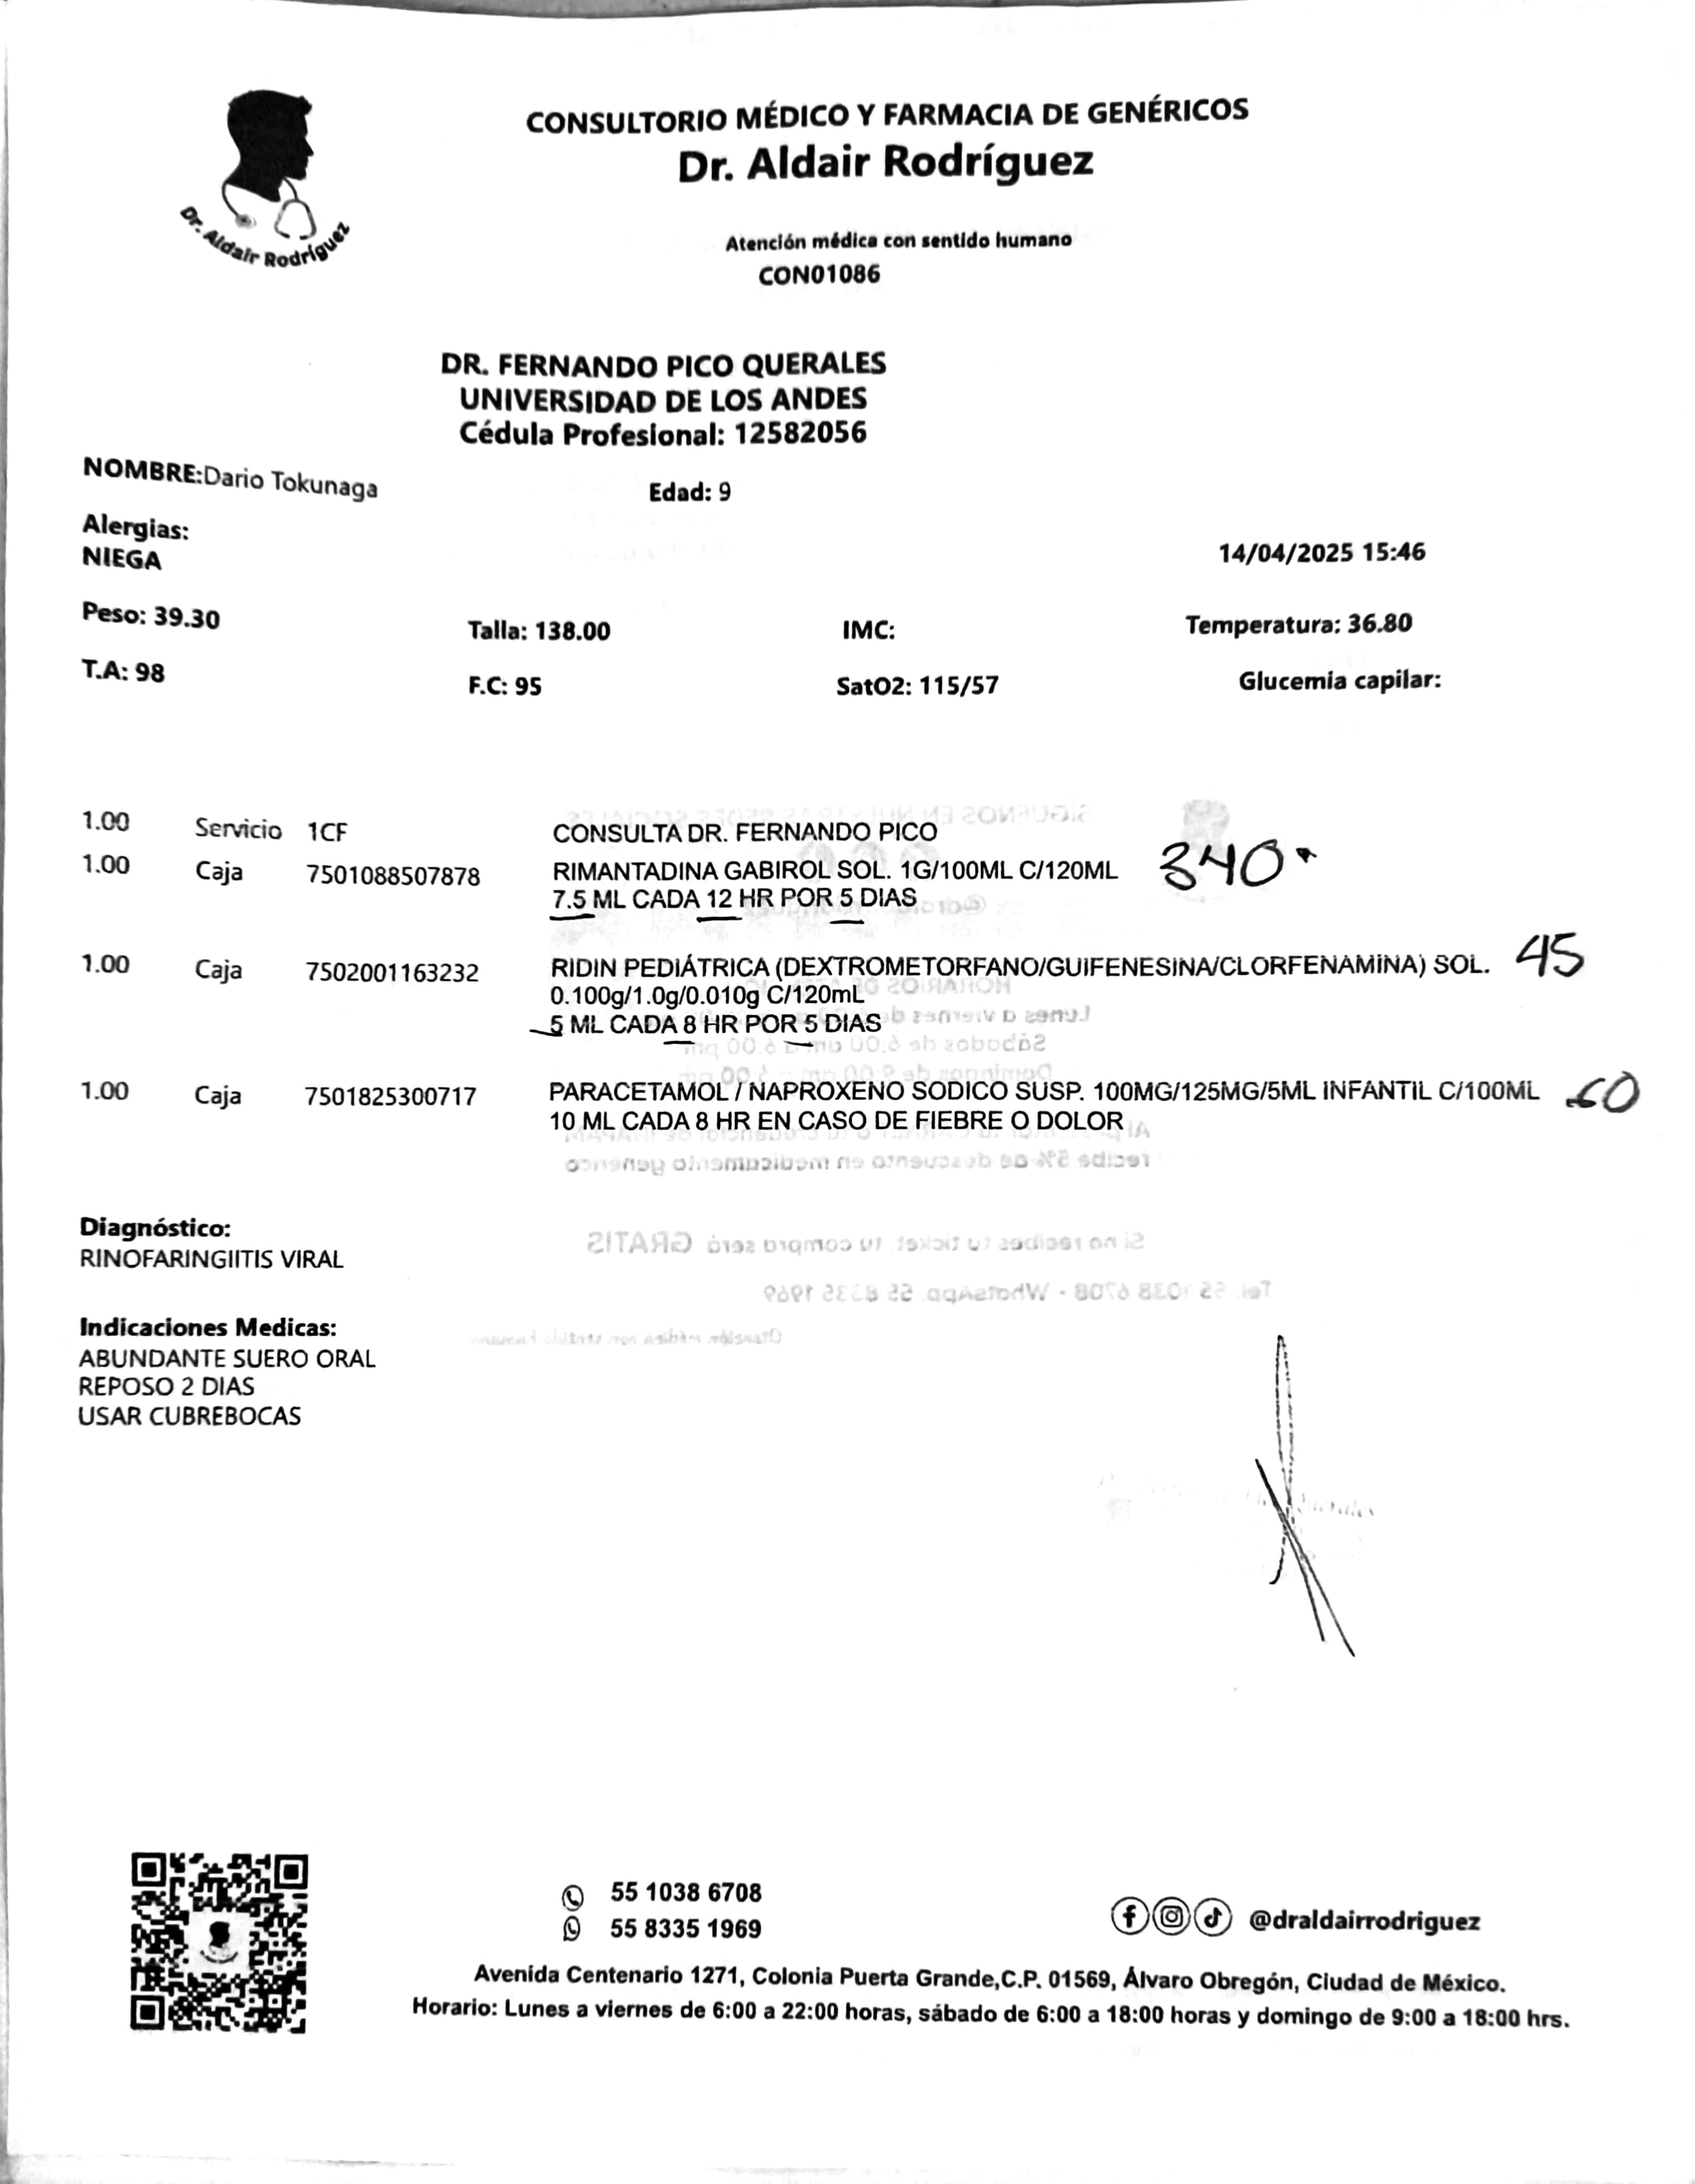 CONSULTORIO MÉDICO Y FARMACIA DE GENÉRICOS
Dr. Aldair Rodríguez
Dr. Aldair Rodríguez
Atención médica con sentido humano
CON01086
DR. FERNANDO PICO QUERALES
UNIVERSIDAD DE LOS ANDES
Cédula Profesional: 12582056
NOMBRE:Dario Tokunaga Edad: 9
Alergias:
NIEGA
14/04/2025 15:46
Peso: 39.30 Talla: 138.00 IMC: Temperatura: 36.80
T.A: 98 F.C: 95 SatO2: 115/57 Glucemia capilar:
1.00 Servicio 1CF CONSULTA DR. FERNANDO PICO
1.00 Caja 7501088507878 RIMANTADINA GABIROL SOL. 1G/100ML C/120ML 340
7.5 ML CADA 12 HR POR 5 DIAS
1.00 Caja 7502001163232 RIDIN PEDIÁTRICA (DEXTROMETORFANO/GUIFENESINA/CLORFENAMINA) SOL. 45
0.100g/1.0g/0.010g C/120mL
5 ML CADA 8 HR POR 5 DIAS
1.00 Caja 7501825300717 PARACETAMOL / NAPROXENO SODICO SUSP. 100MG/125MG/5ML INFANTIL C/100ML 60
10 ML CADA 8 HR EN CASO DE FIEBRE O DOLOR
Diagnóstico:
RINOFARINGIITIS VIRAL
Indicaciones Medicas:
ABUNDANTE SUERO ORAL
REPOSO 2 DIAS
USAR CUBREBOCAS
55 1038 6708
55 8335 1969
@draldairrodriguez
Avenida Centenario 1271, Colonia Puerta Grande,C.P. 01569, Álvaro Obregón, Ciudad de México.
Horario: Lunes a viernes de 6:00 a 22:00 horas, sábado de 6:00 a 18:00 horas y domingo de 9:00 a 18:00 hrs.